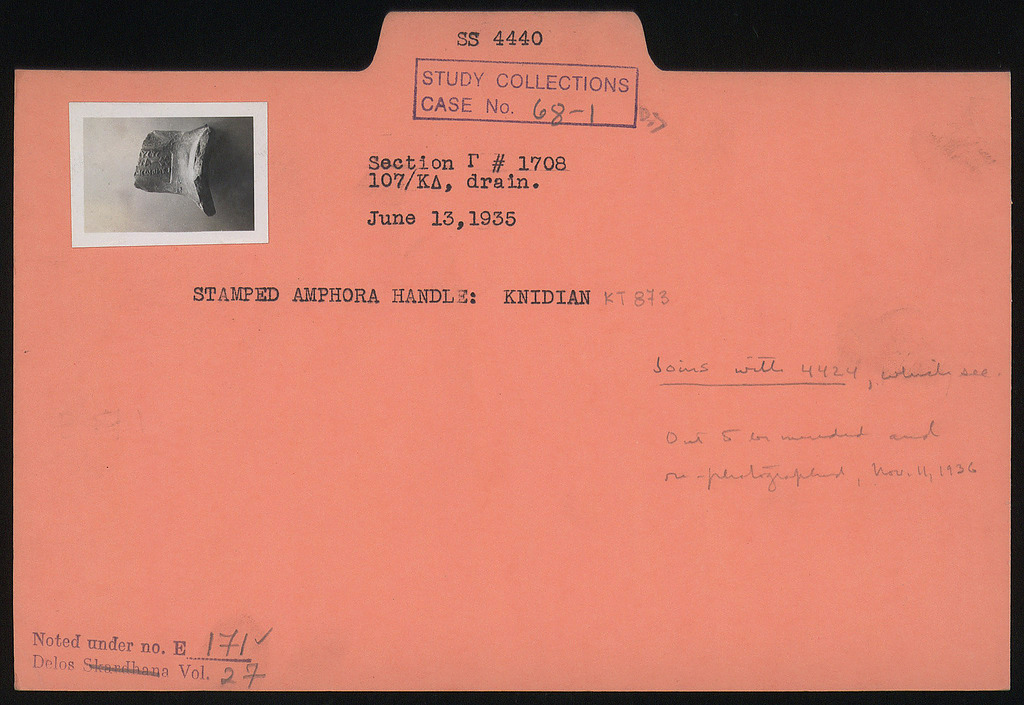 SS 4440
STUDY COLLECTIONS
CASE No. 68-1
Section Γ # 1708
107/ΚΔ, drain.
June 13,1935
STAMPED AMPHORA HANDLE: KNIDIAN KT 873
Joins with 4424, which see.
Out to be mended and
re-photographed, Nov. 11, 1936
Noted under no. E 171 ✓
Delos Skardhana Vol. 27